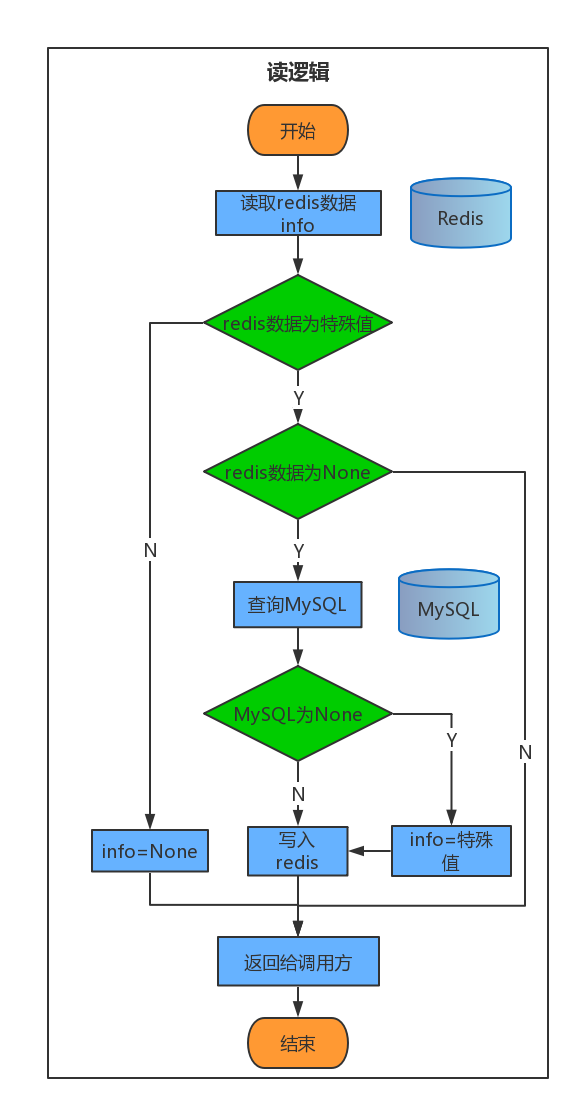 读逻辑
开始
读取redis数据
info
Redis
redis数据为特殊值
Y
redis数据为None
N
Y
查询MySQL
MySQL
MySQL为None
Y
N
N
info=None
写入
redis
info=特殊
值
返回给调用方
结束